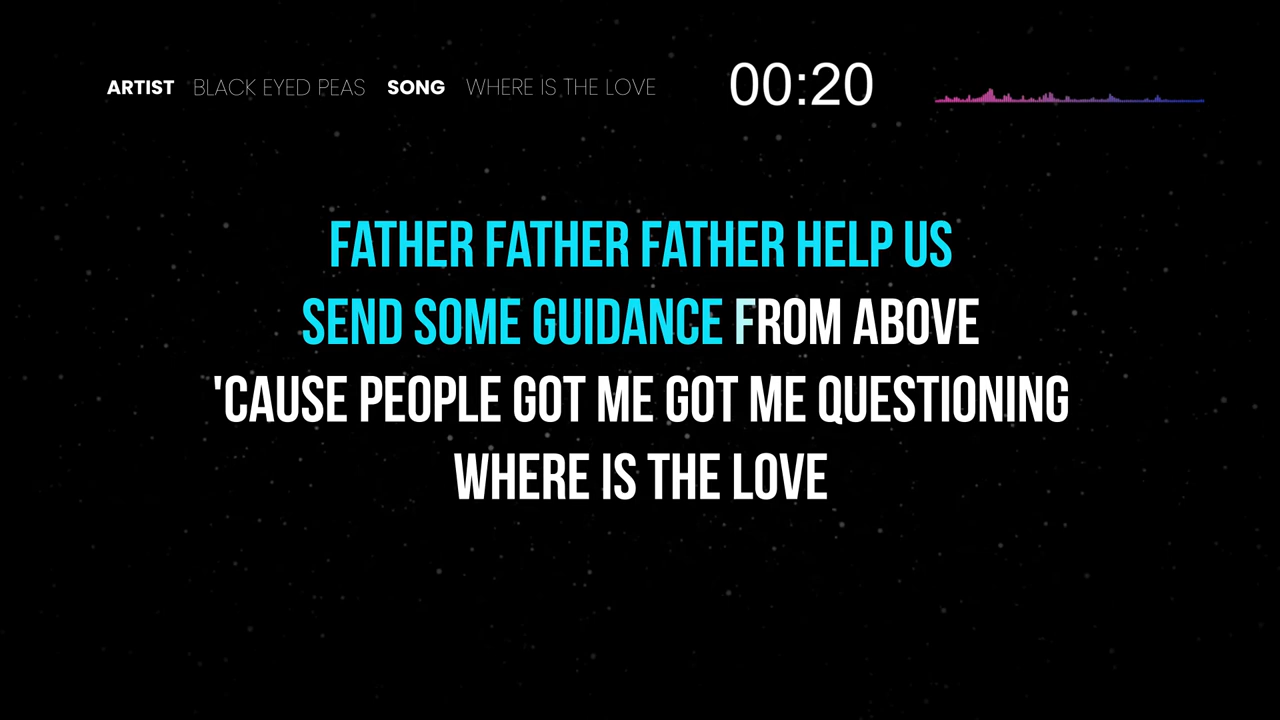 ARTIST BLACK EYED PEAS SONG WHERE IS THE LOVE 00:20
FATHER FATHER FATHER HELP US
SEND SOME GUIDANCE FROM ABOVE
'CAUSE PEOPLE GOT ME GOT ME QUESTIONING
WHERE IS THE LOVE